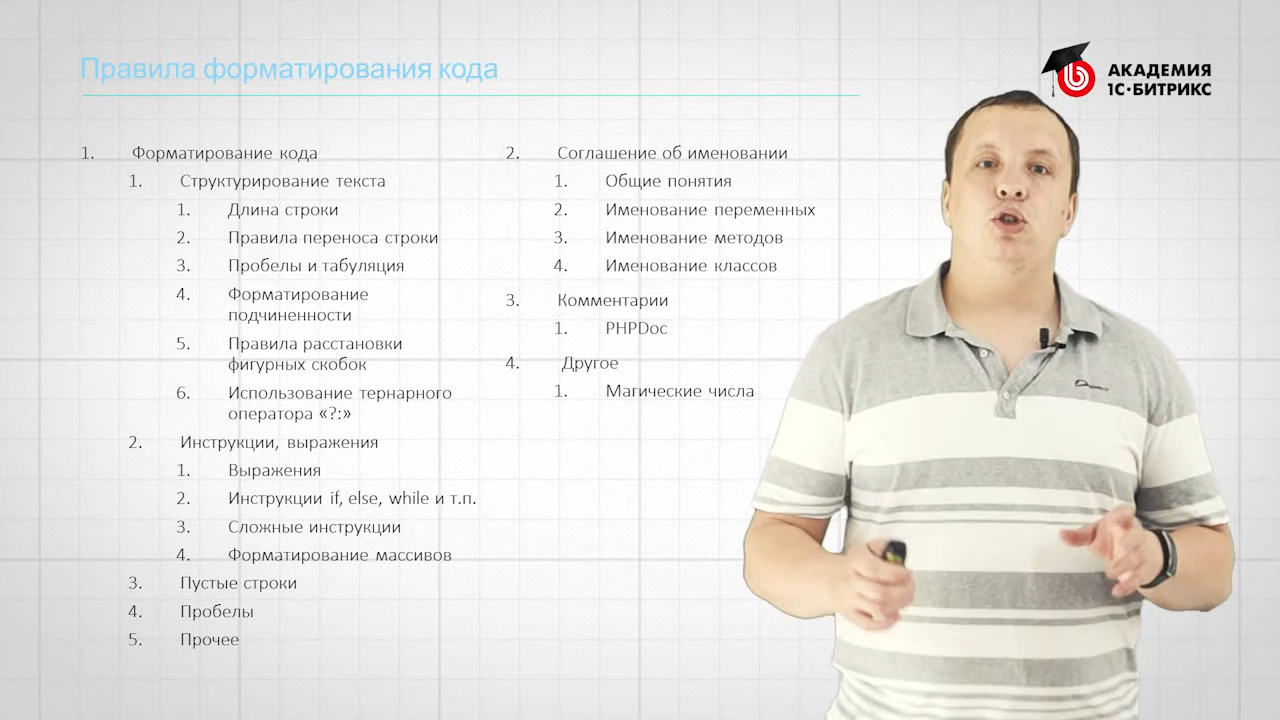 Правила форматирования кода
АКАДЕМИЯ
1С·БИТРИКС
1. Форматирование кода
1. Структурирование текста
1. Длина строки
2. Правила переноса строки
3. Пробелы и табуляция
4. Форматирование
подчиненности
5. Правила расстановки
фигурных скобок
6. Использование тернарного
оператора «?:»
2. Инструкции, выражения
1. Выражения
2. Инструкции if, else, while и т.п.
3. Сложные инструкции
4. Форматирование массивов
3. Пустые строки
4. Пробелы
5. Прочее
2. Соглашение об именовании
1. Общие понятия
2. Именование переменных
3. Именование методов
4. Именование классов
3. Комментарии
1. PHPDoc
4. Другое
1. Магические числа